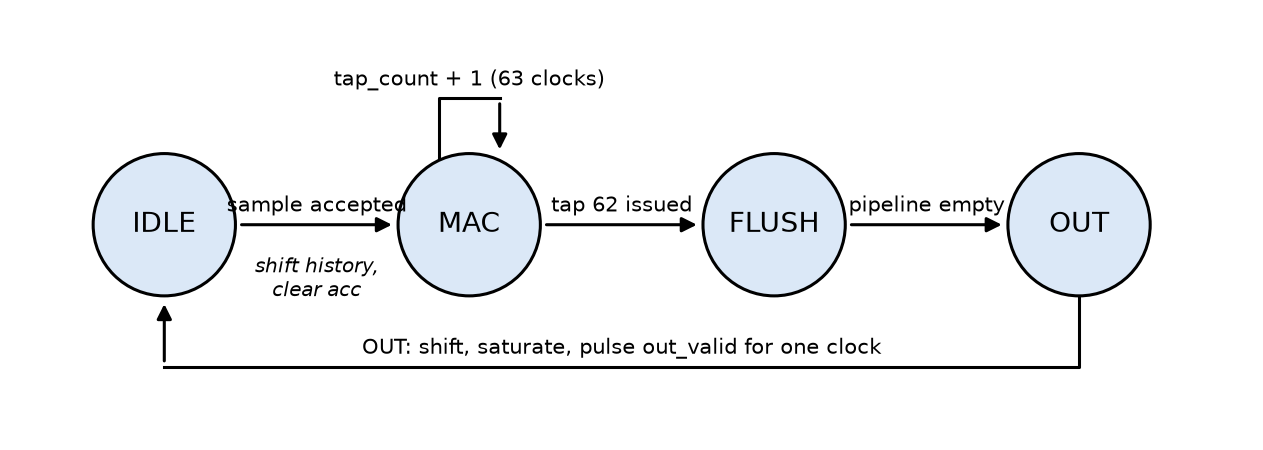 tap_count + 1 (63 clocks)
sample accepted
tap 62 issued
pipeline empty
IDLE
MAC
FLUSH
OUT
shift history,
clear acc
OUT: shift, saturate, pulse out_valid for one clock